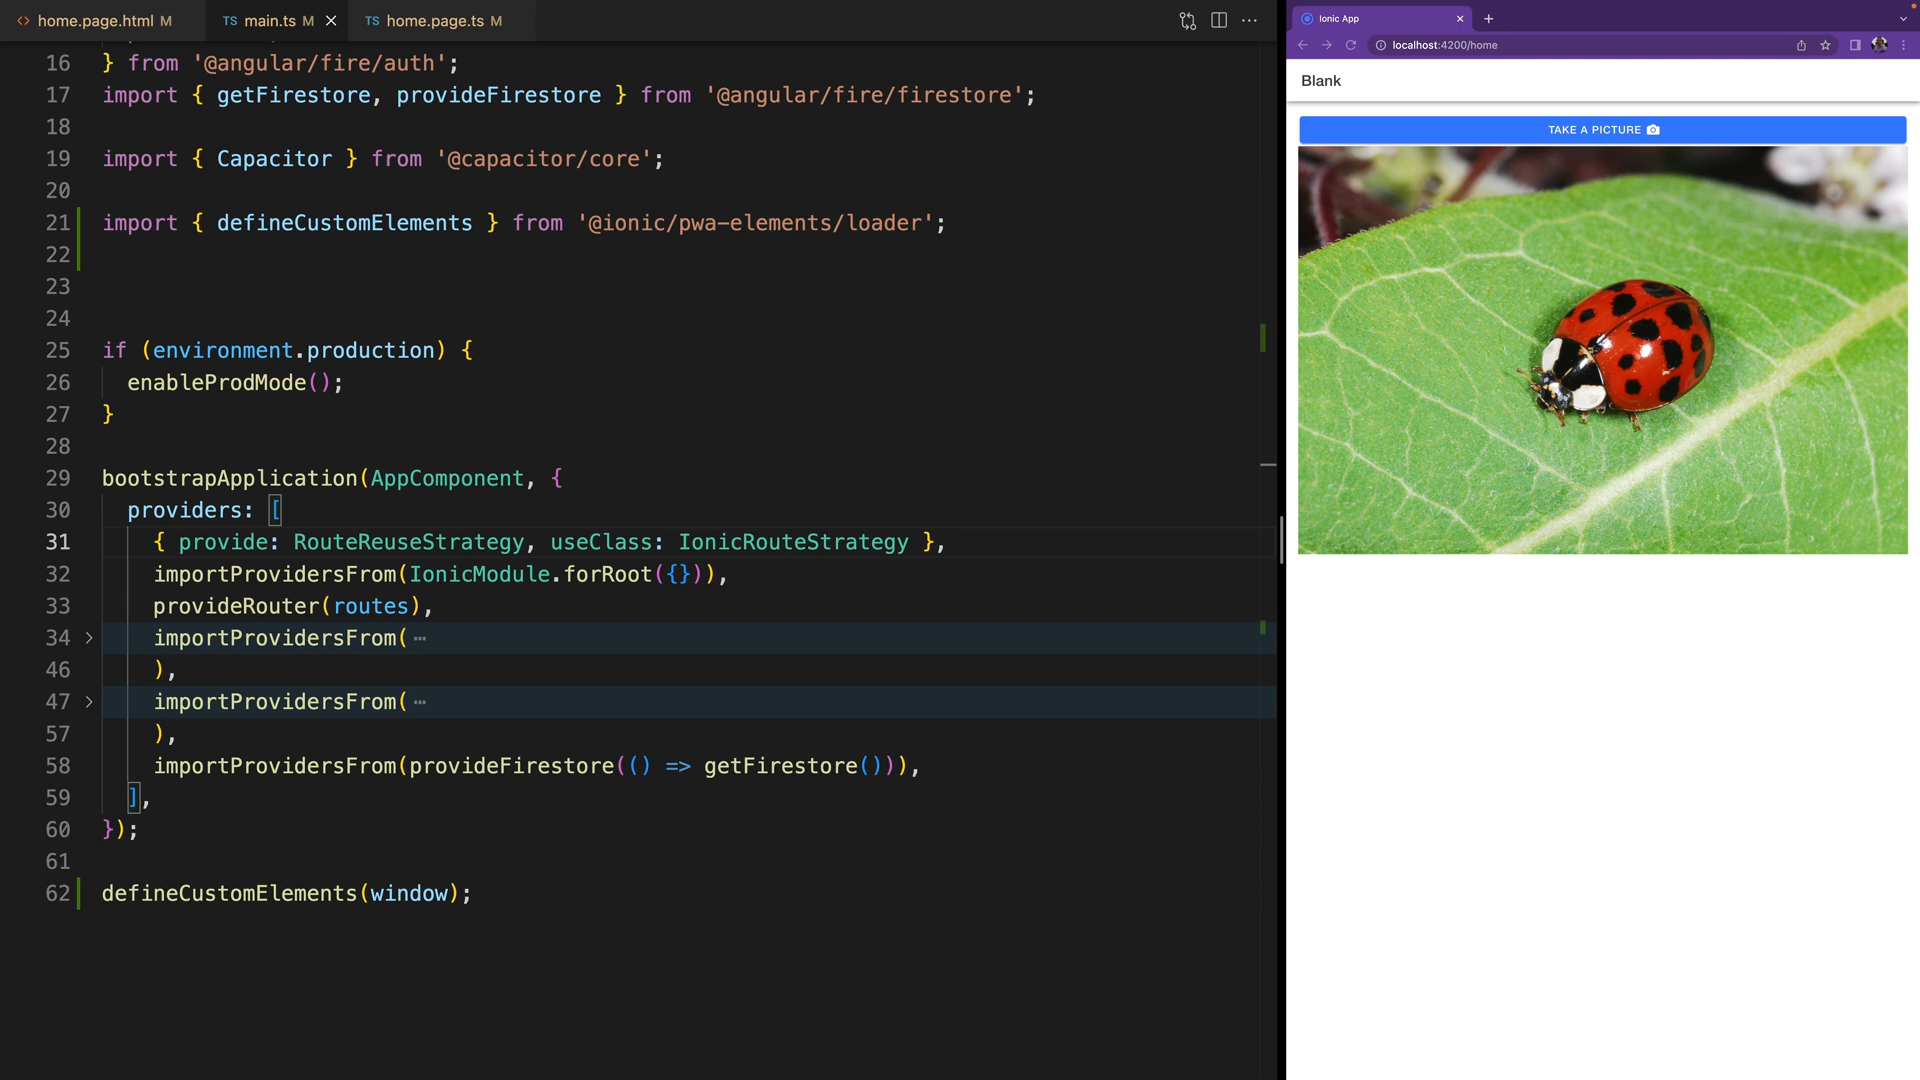 home.page.html M
TS main.ts M
TS home.page.ts M
16 } from '@angular/fire/auth';
17 import { getFirestore, provideFirestore } from '@angular/fire/firestore';
18
19 import { Capacitor } from '@capacitor/core';
20
21 import { defineCustomElements } from '@ionic/pwa-elements/loader';
22
23
24
25 if (environment.production) {
26 enableProdMode();
27 }
28
29 bootstrapApplication(AppComponent, {
30 providers: [
31 { provide: RouteReuseStrategy, useClass: IonicRouteStrategy },
32 importProvidersFrom(IonicModule.forRoot({})),
33 provideRouter(routes),
34 importProvidersFrom( ⋯
46 ),
47 importProvidersFrom( ⋯
57 ),
58 importProvidersFrom(provideFirestore(() => getFirestore())),
59 ],
60 });
61
62 defineCustomElements(window);
Ionic App
localhost:4200/home
Blank
TAKE A PICTURE